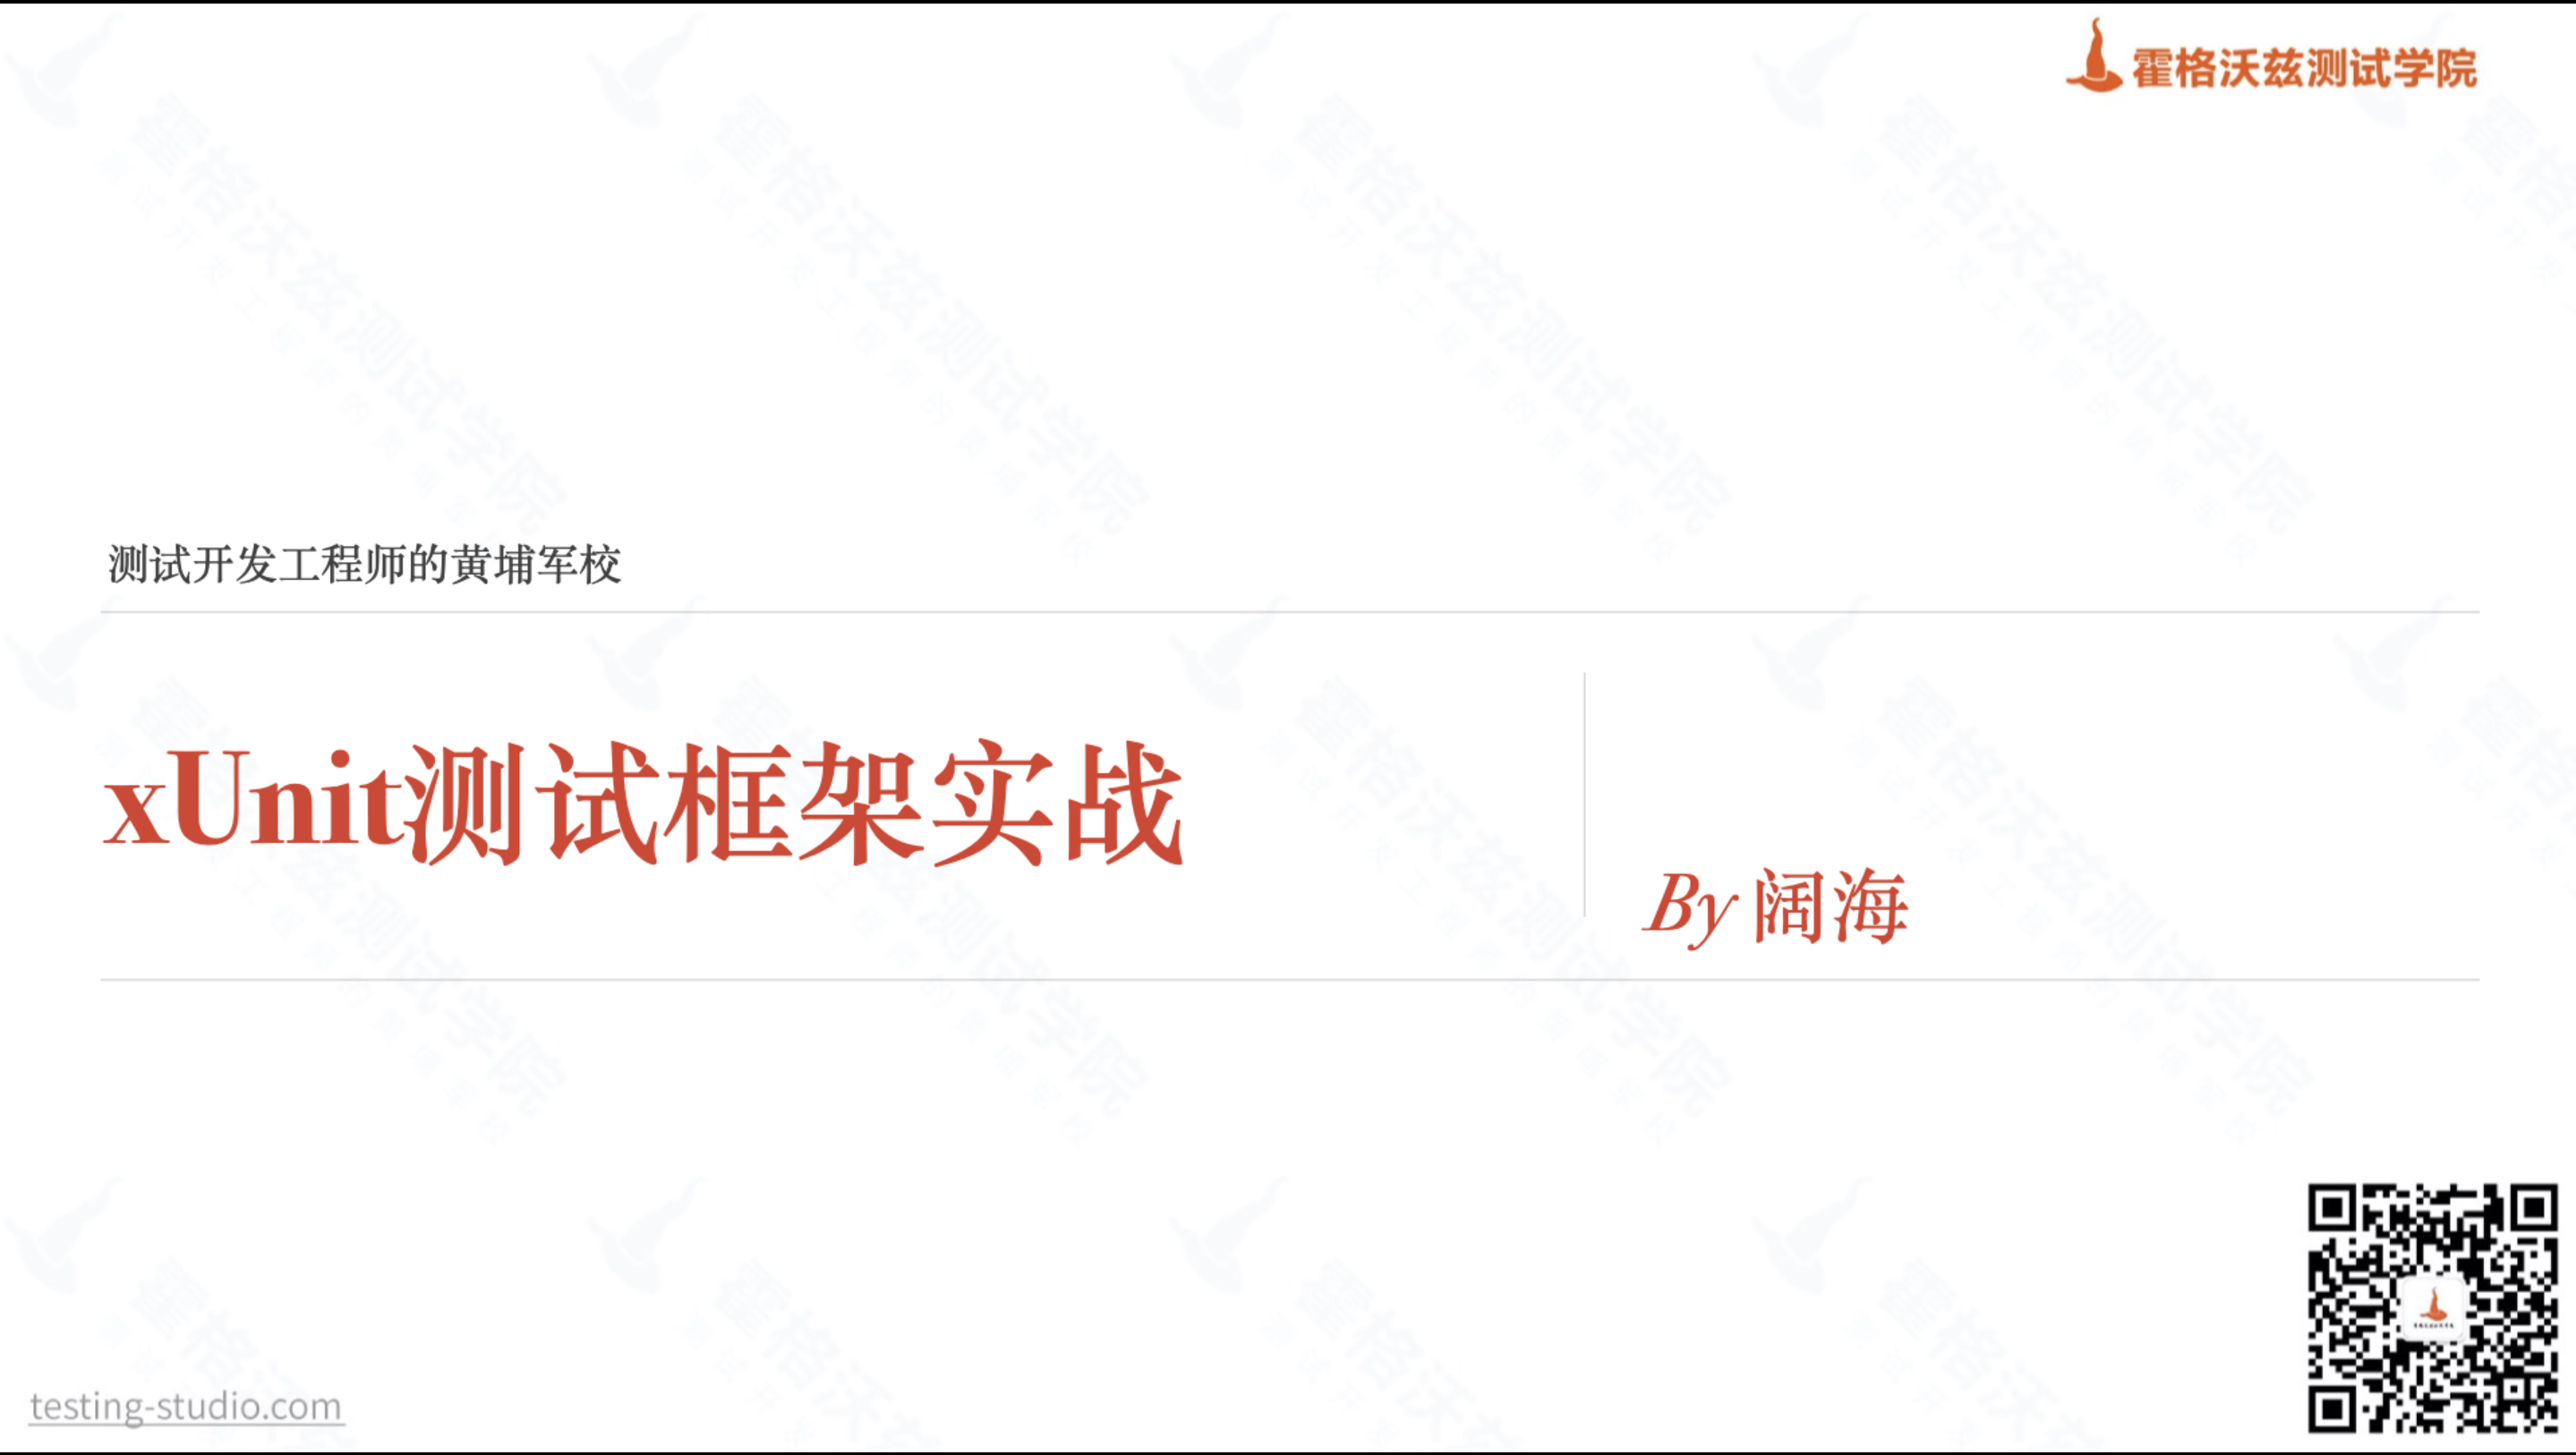 霍格沃兹测试学院
测试开发工程师的黄埔军校
xUnit测试框架实战
By 阔海
testing-studio.com